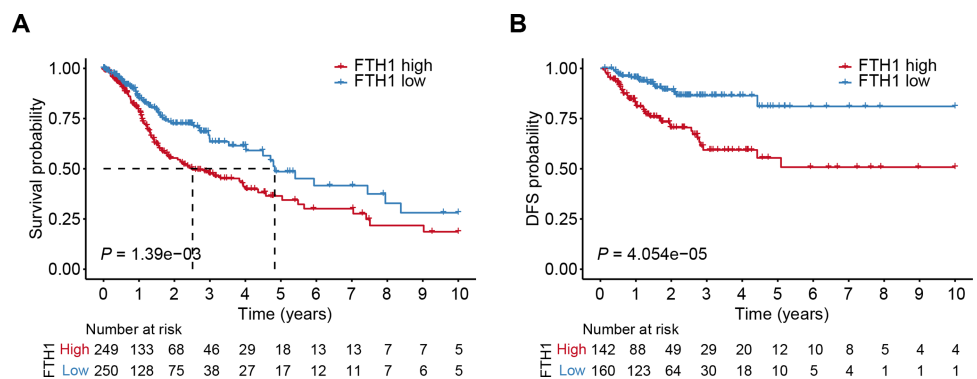 A
1.00
0.75
0.50
0.25
0.00
Survival probability
FTH1 high
FTH1 low
P = 1.39e−03
0 1 2 3 4 5 6 7 8 9 10
Time (years)
Number at risk
FTH1
High 249 133 68 46 29 18 13 13 7 7 5
Low 250 128 75 38 27 17 12 11 7 6 5
B
1.00
0.75
0.50
0.25
0.00
DFS probability
FTH1 high
FTH1 low
P = 4.054e−05
0 1 2 3 4 5 6 7 8 9 10
Time (years)
Number at risk
FTH1
High 142 88 49 29 20 12 10 8 5 4 4
Low 160 123 64 30 18 10 5 4 1 1 1